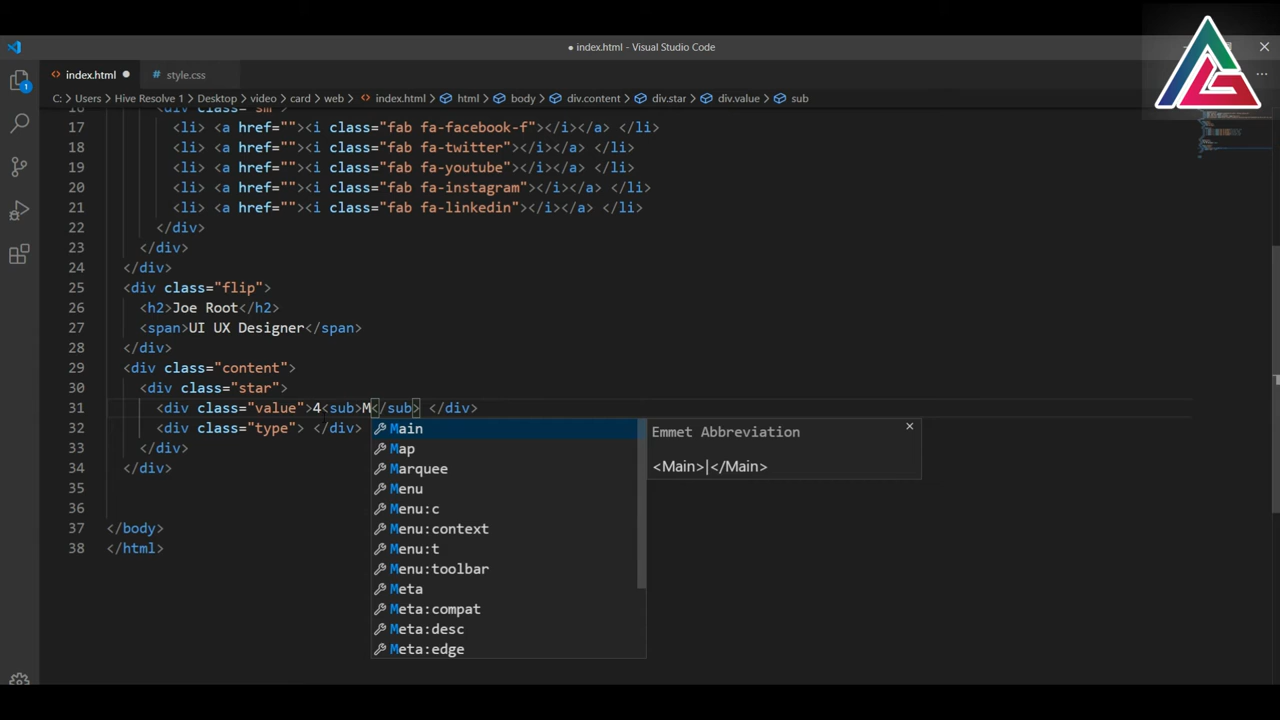 ● index.html - Visual Studio Code
index.html ● # style.css ...
C: > Users > Hive Resolve 1 > Desktop > video > card > web > index.html > html > body > div.content > div.star > div.value > sub
1
17 <li> <a href=""><i class="fab fa-facebook-f"></i></a> </li>
18 <li> <a href=""><i class="fab fa-twitter"></i></a> </li>
19 <li> <a href=""><i class="fab fa-youtube"></i></a> </li>
20 <li> <a href=""><i class="fab fa-instagram"></i></a> </li>
21 <li> <a href=""><i class="fab fa-linkedin"></i></a> </li>
22 </div>
23 </div>
24 </div>
25 <div class="flip">
26 <h2>Joe Root</h2>
27 <span>UI UX Designer</span>
28 </div>
29 <div class="content">
30 <div class="star">
31 <div class="value">4<sub>M</sub> </div>
32 <div class="type"> </div>
33 </div>
34 </div>
35
36
37 </body>
38 </html>
Main
Map
Marquee
Menu
Menu:c
Menu:context
Menu:t
Menu:toolbar
Meta
Meta:compat
Meta:desc
Meta:edge
Emmet Abbreviation ×
<Main>|</Main>